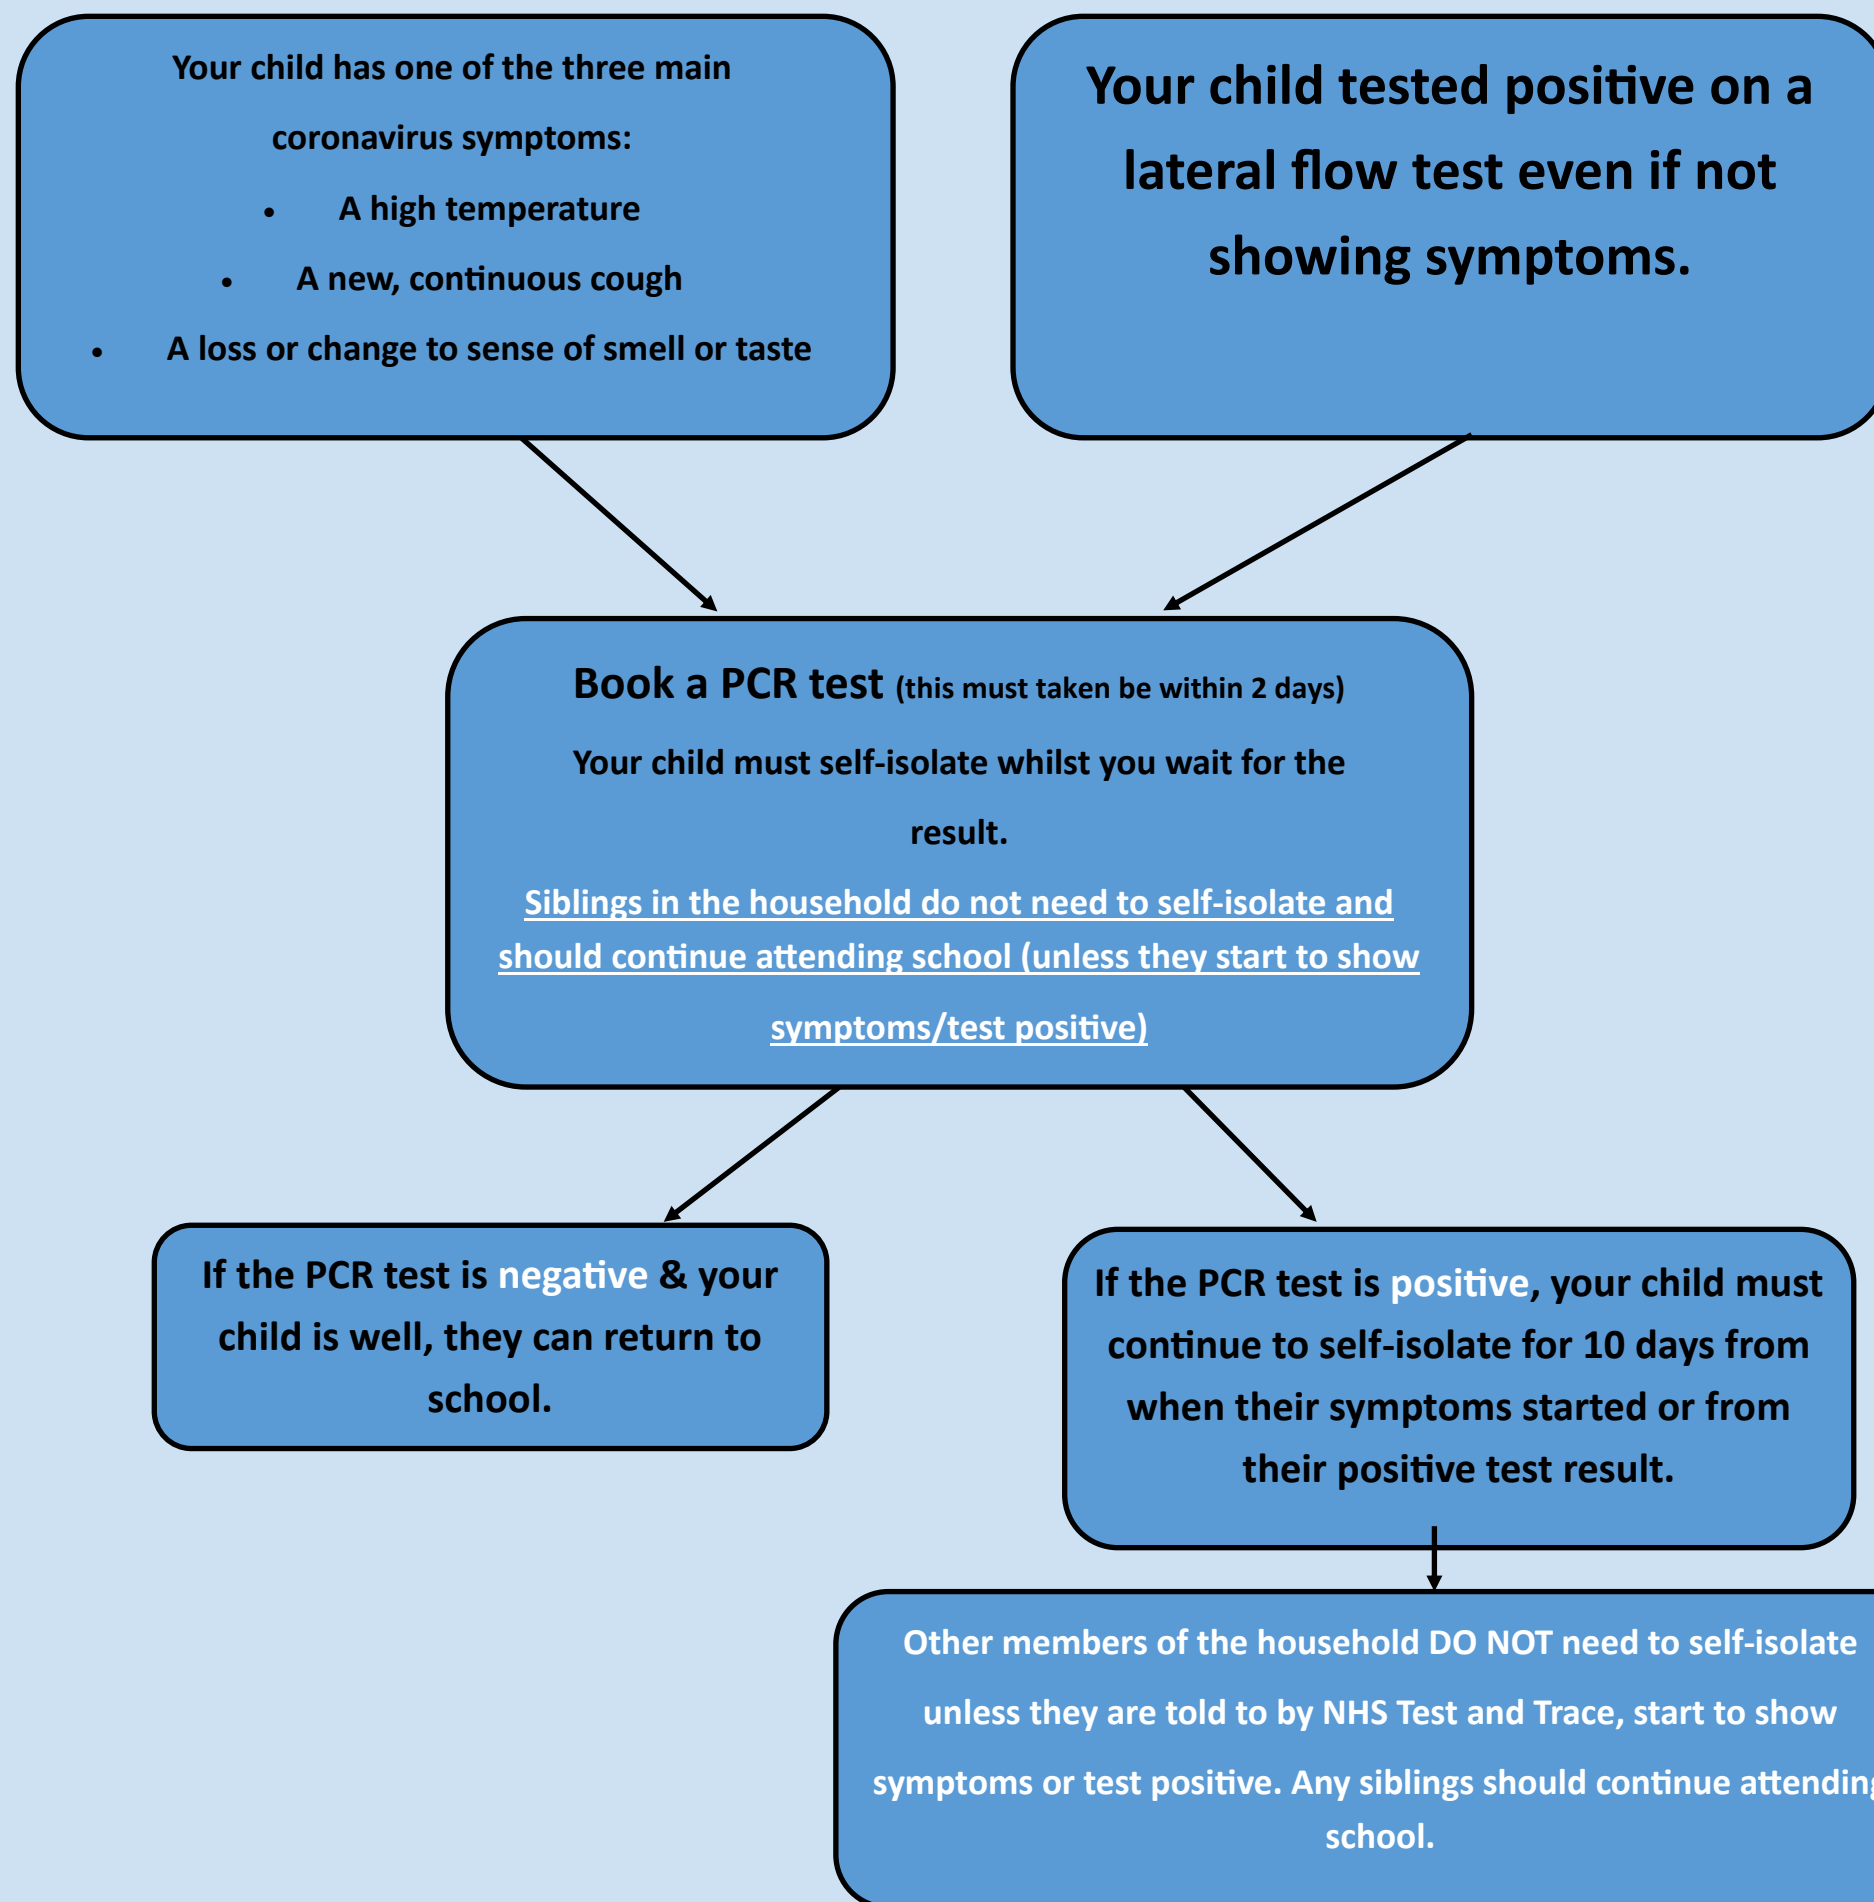 Your child has one of the three main
coronavirus symptoms:
• A high temperature
• A new, continuous cough
• A loss or change to sense of smell or taste
Your child tested positive on a
lateral flow test even if not
showing symptoms.
Book a PCR test (this must taken be within 2 days)
Your child must self-isolate whilst you wait for the
result.
Siblings in the household do not need to self-isolate and
should continue attending school (unless they start to show
symptoms/test positive)
If the PCR test is negative & your
child is well, they can return to
school.
If the PCR test is positive, your child must
continue to self-isolate for 10 days from
when their symptoms started or from
their positive test result.
Other members of the household DO NOT need to self-isolate
unless they are told to by NHS Test and Trace, start to show
symptoms or test positive. Any siblings should continue attending
school.